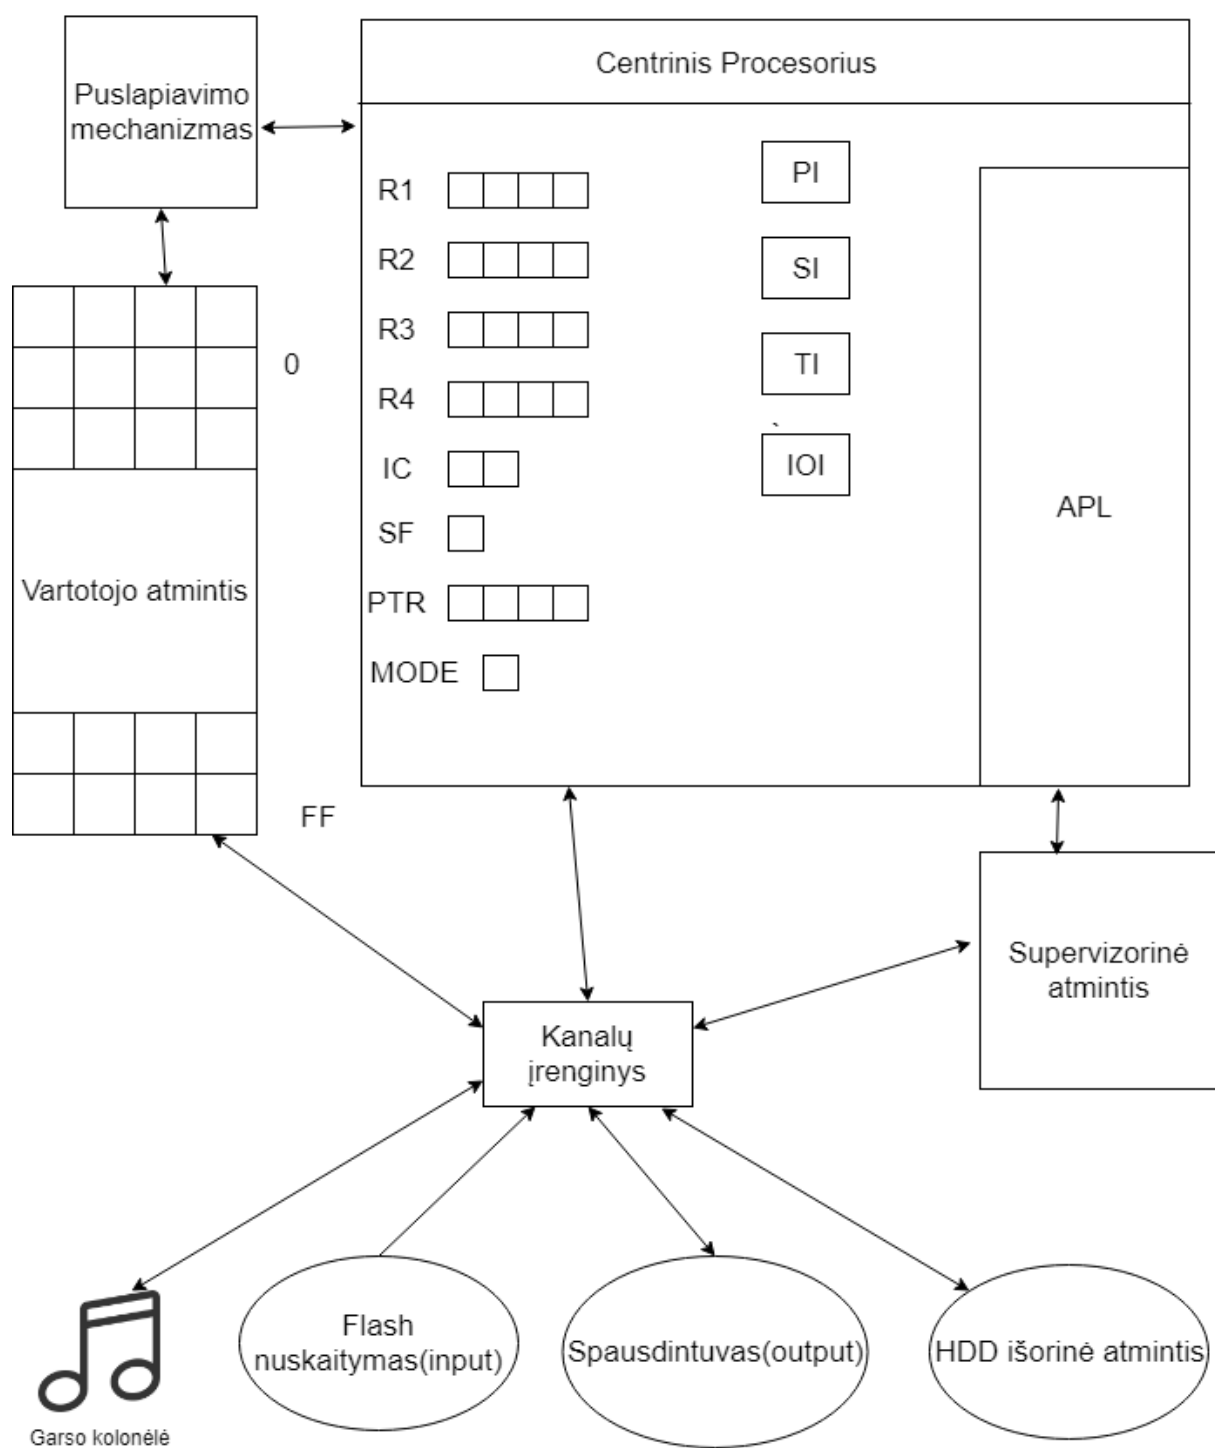 Centrinis Procesorius
Puslapiavimo
mechanizmas
R1
R2
R3
R4
IC
SF
PTR
MODE
PI
SI
TI
`
IOI
APL
0
Vartotojo atmintis
FF
Supervizorinė
atmintis
Kanalų
įrenginys
Garso kolonėlė
Flash
nuskaitymas(input)
Spausdintuvas(output)
HDD išorinė atmintis